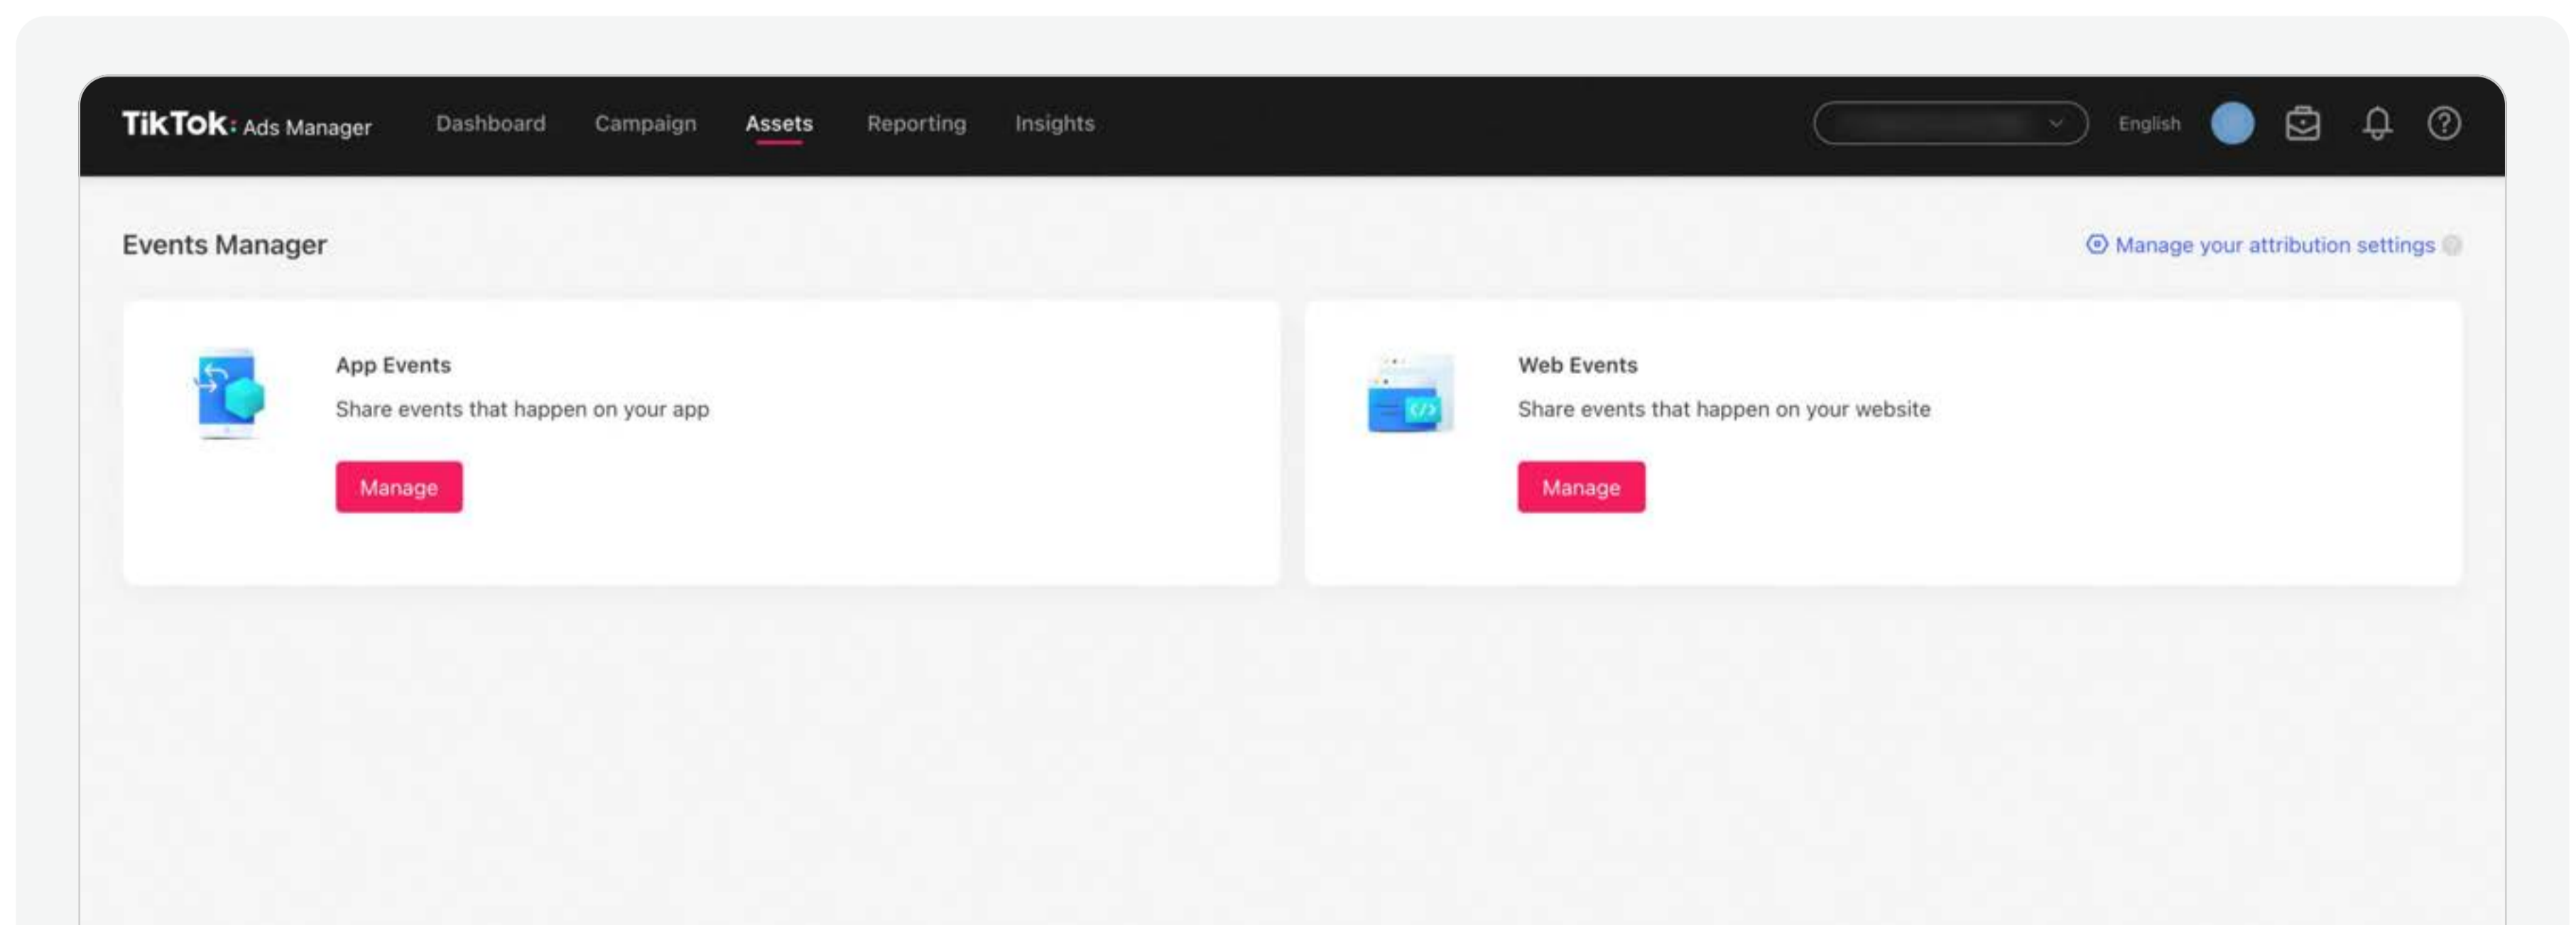 TikTok: Ads Manager Dashboard Campaign Assets Reporting Insights English
Events Manager Manage your attribution settings
App Events
Share events that happen on your app
Manage
Web Events
Share events that happen on your website
Manage